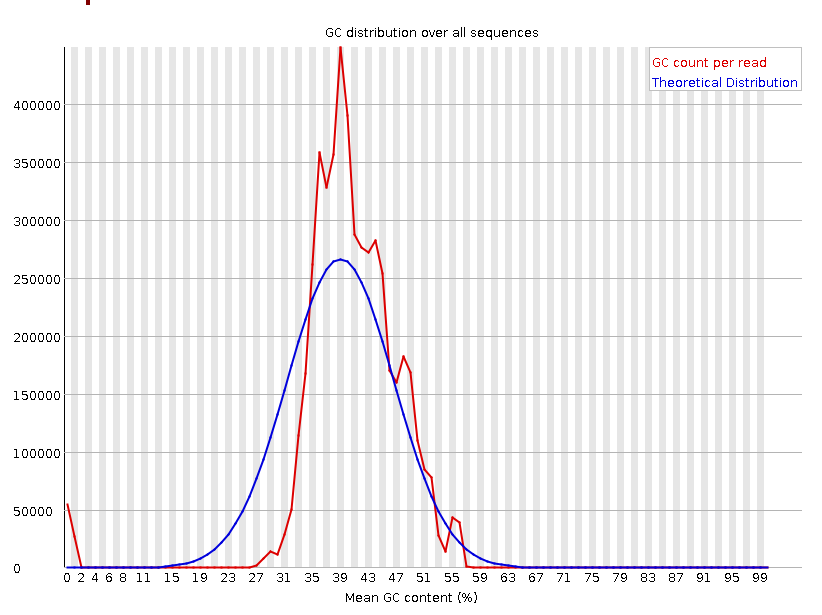 GC distribution over all sequences
GC count per read
Theoretical Distribution
400000
350000
300000
250000
200000
150000
100000
50000
0
0 2 4 6 8 11 15 19 23 27 31 35 39 43 47 51 55 59 63 67 71 75 79 83 87 91 95 99
Mean GC content (%)